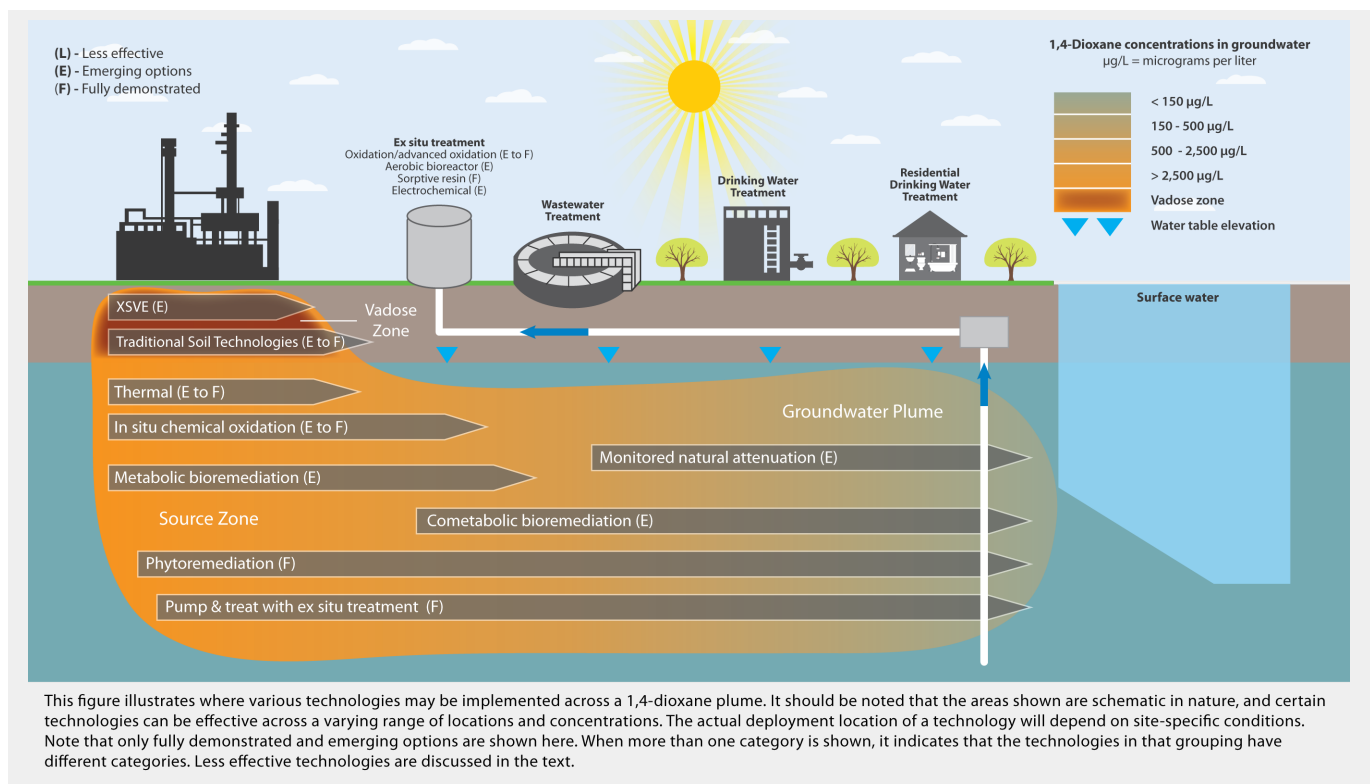 (L) - Less effective
(E) - Emerging options
(F) - Fully demonstrated
1,4-Dioxane concentrations in groundwater
µg/L = micrograms per liter
< 150 µg/L
150 - 500 µg/L
500 - 2,500 µg/L
> 2,500 µg/L
Vadose zone
Water table elevation
Ex situ treatment
Oxidation/advanced oxidation (E to F)
Aerobic bioreactor (E)
Sorptive resin (F)
Electrochemical (E)
Wastewater
Treatment
Drinking Water
Treatment
Residential
Drinking Water
Treatment
Surface water
XSVE (E)
Vadose
Zone
Traditional Soil Technologies (E to F)
Thermal (E to F)
Groundwater Plume
In situ chemical oxidation (E to F)
Monitored natural attenuation (E)
Metabolic bioremediation (E)
Source Zone
Cometabolic bioremediation (E)
Phytoremediation (F)
Pump & treat with ex situ treatment (F)
This figure illustrates where various technologies may be implemented across a 1,4-dioxane plume. It should be noted that the areas shown are schematic in nature, and certain
technologies can be effective across a varying range of locations and concentrations. The actual deployment location of a technology will depend on site-specific conditions.
Note that only fully demonstrated and emerging options are shown here. When more than one category is shown, it indicates that the technologies in that grouping have
different categories. Less effective technologies are discussed in the text.